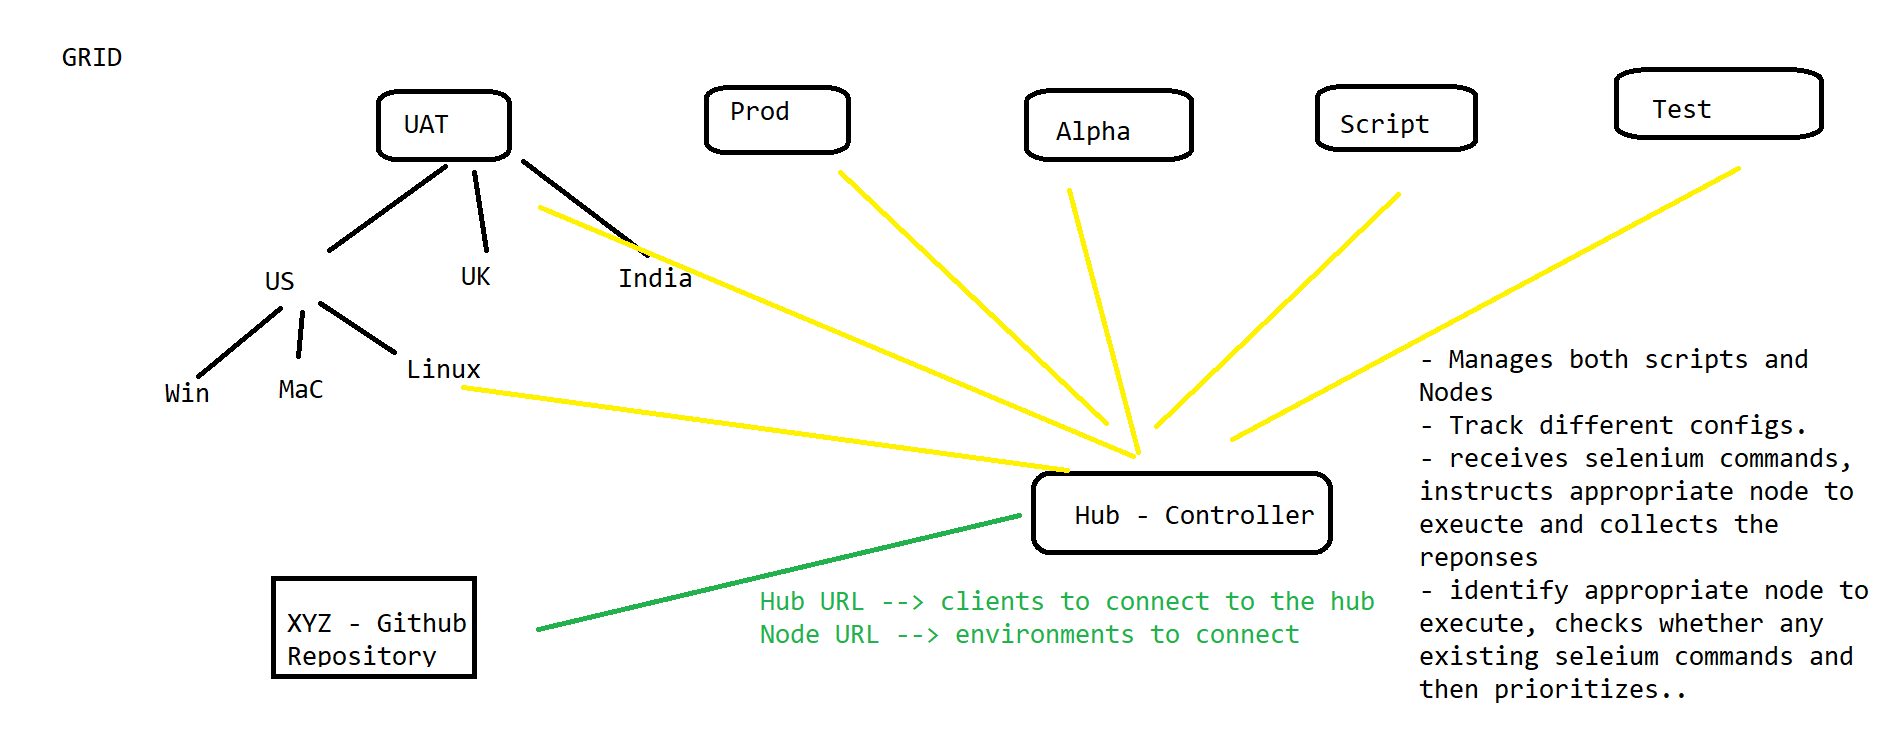 GRID
UAT
Prod
Alpha
Script
Test
US
UK
India
Win
MaC
Linux
- Manages both scripts and
Nodes
- Track different configs.
- receives selenium commands,
instructs appropriate node to
exeucte and collects the
reponses
- identify appropriate node to
execute, checks whether any
existing seleium commands and
then prioritizes..
Hub - Controller
Hub URL --> clients to connect to the hub
Node URL --> environments to connect
XYZ - Github
Repository